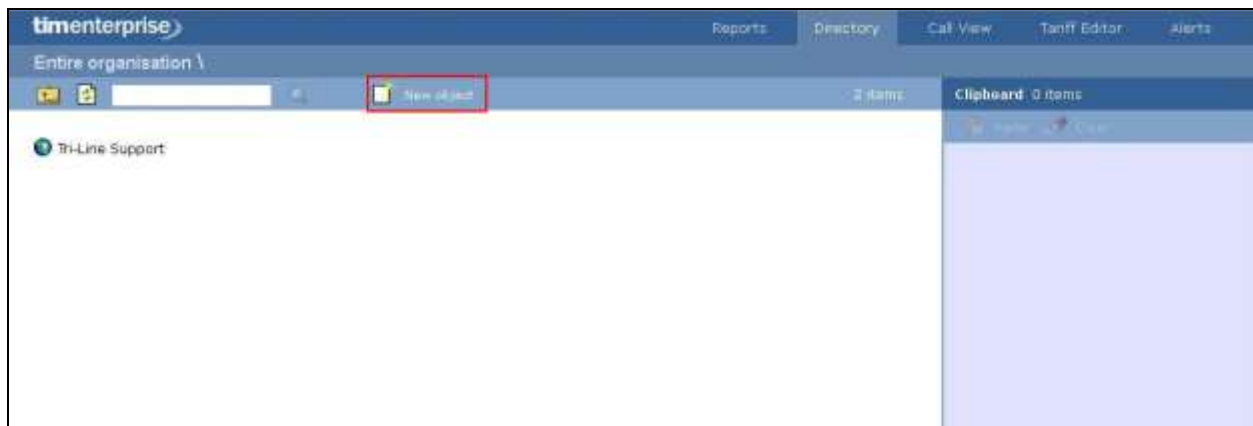 timenterprise
Reports Directory Call View Tariff Editor Alerts
Entire organisation \
New object
2 items
Clipboard 0 items
Clear
Tri-Line Support